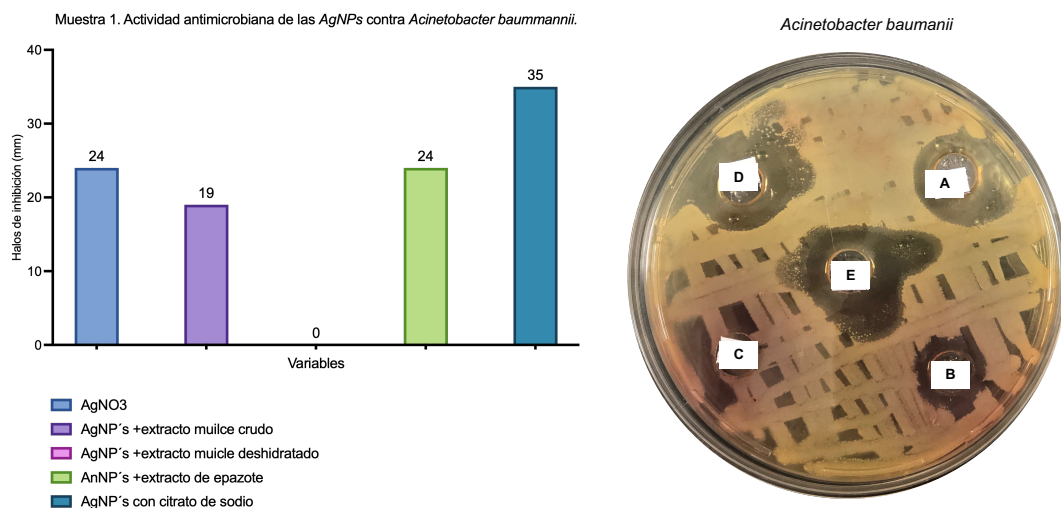 Muestra 1. Actividad antimicrobiana de las AgNPs contra Acinetobacter baummannii.
Halos de inhibición (mm)
40
30
20
10
0
24
19
0
24
35
Variables
AgNO3
AgNP´s +extracto muilce crudo
AgNP´s +extracto muicle deshidratado
AnNP´s +extracto de epazote
AgNP´s con citrato de sodio
Acinetobacter baumanii
D
A
E
C
B